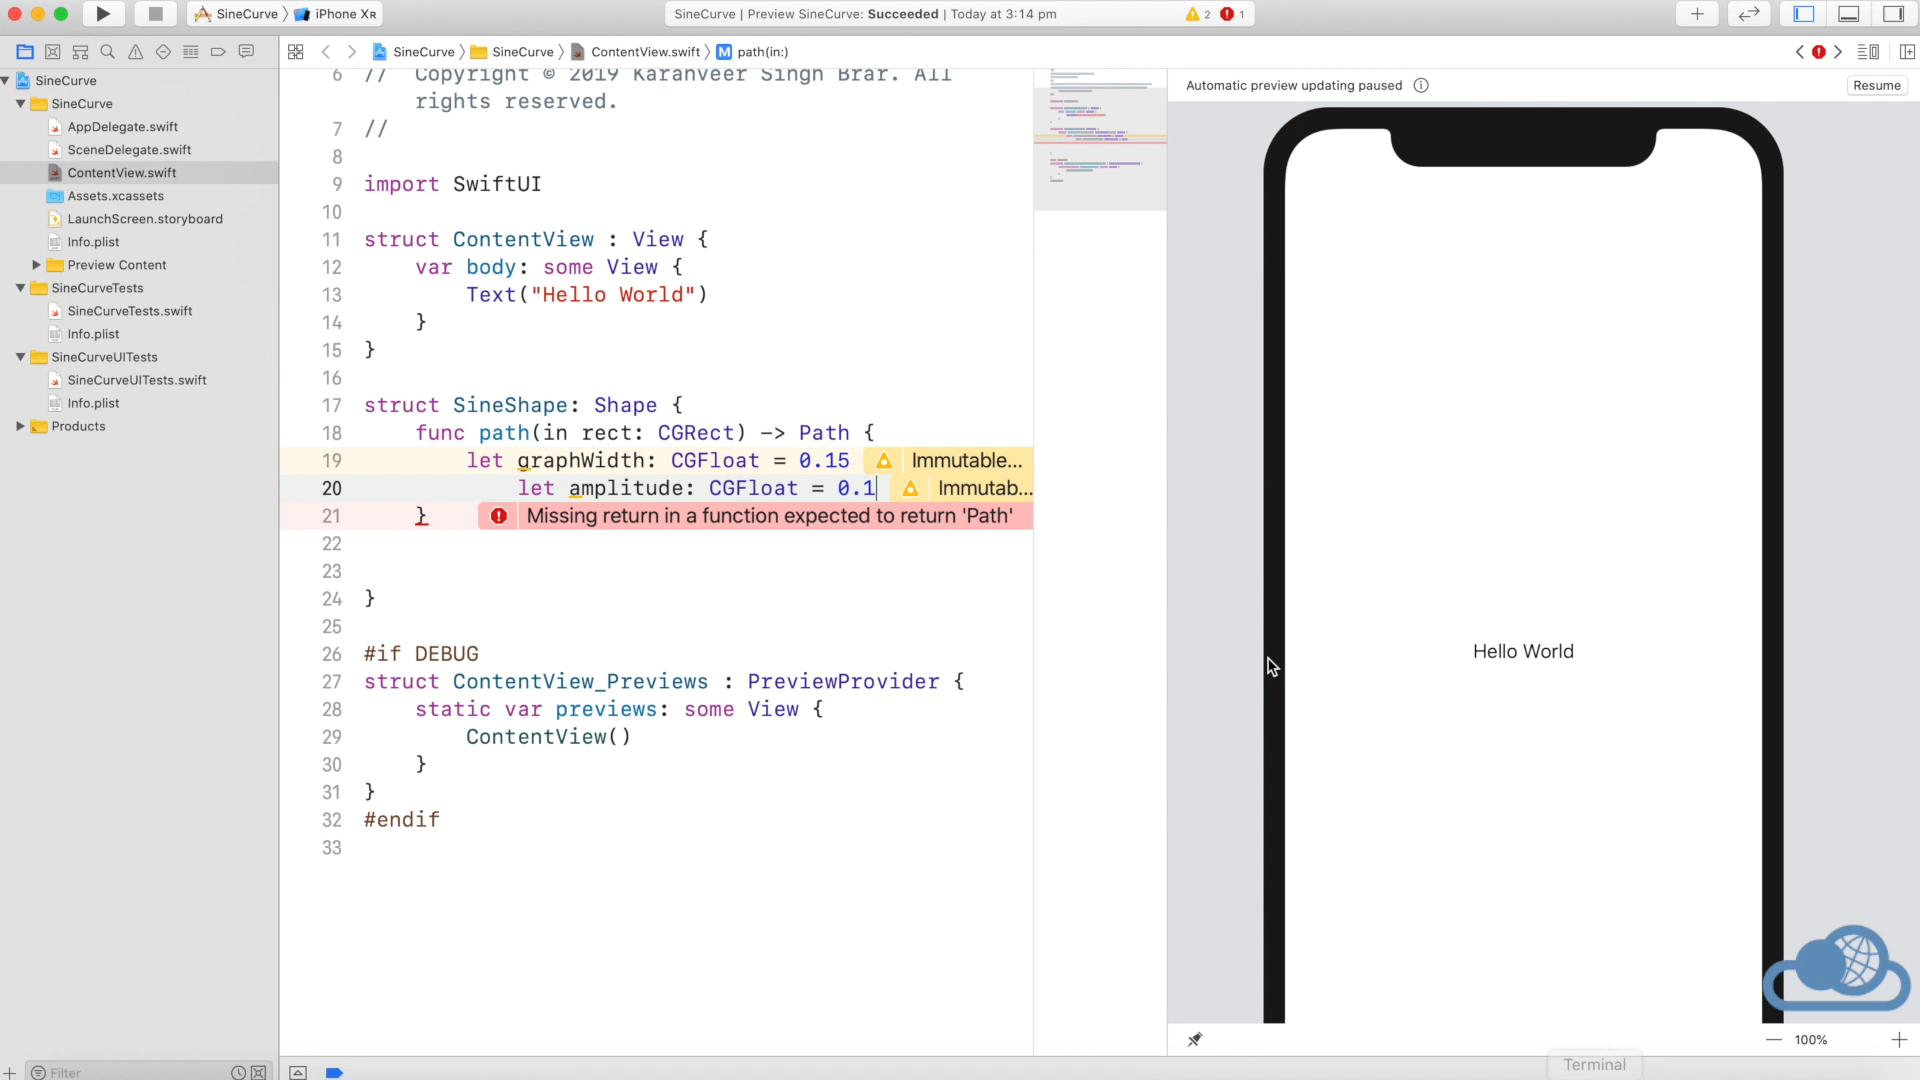 SineCurve
iPhone XR
SineCurve | Preview SineCurve: Succeeded | Today at 3:14 pm
2
1
SineCurve
SineCurve
ContentView.swift
M path(in:)
SineCurve
SineCurve
AppDelegate.swift
SceneDelegate.swift
ContentView.swift
Assets.xcassets
LaunchScreen.storyboard
Info.plist
Preview Content
SineCurveTests
SineCurveTests.swift
Info.plist
SineCurveUITests
SineCurveUITests.swift
Info.plist
Products
Filter
6 // Copyright © 2019 Karanveer Singh Brar. All
rights reserved.
7 //
8
9 import SwiftUI
10
11 struct ContentView : View {
12 var body: some View {
13 Text("Hello World")
14 }
15 }
16
17 struct SineShape: Shape {
18 func path(in rect: CGRect) -> Path {
19 let graphWidth: CGFloat = 0.15 Immutable...
20 let amplitude: CGFloat = 0.1 Immutab...
21 } Missing return in a function expected to return 'Path'
22
23
24 }
25
26 #if DEBUG
27 struct ContentView_Previews : PreviewProvider {
28 static var previews: some View {
29 ContentView()
30 }
31 }
32 #endif
33
Automatic preview updating paused
Resume
Hello World
100%
Terminal